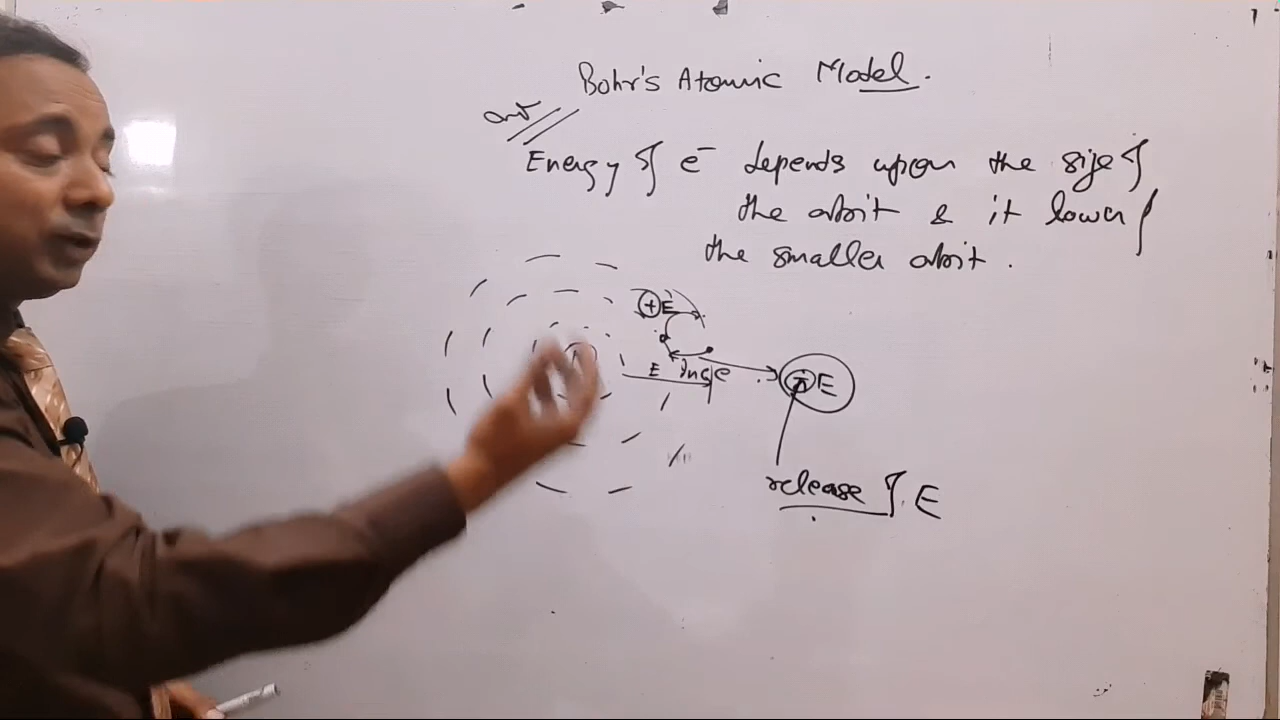 Bohr's Atomic Model.
Energy of e⁻ depends upon the size of
the orbit & it lower
the smaller orbit.
+E
E Inc
-E
release of E